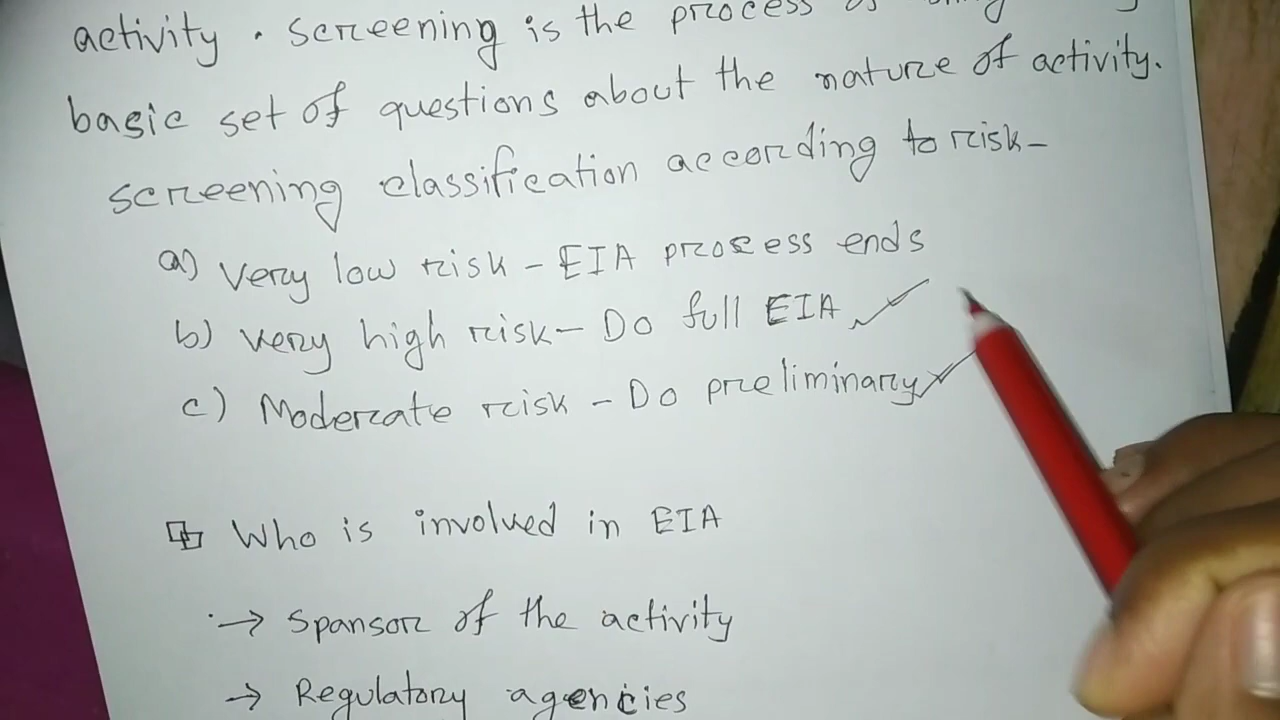 activity. screening is the process
basic set of questions about the nature of activity.
screening classification according to risk-
a) very low risk - EIA process ends
b) very high risk - Do full EIA ✓
c) Moderate risk - Do preliminary ✓
Who is involved in EIA
→ Spansor of the activity
→ Regulatory agencies